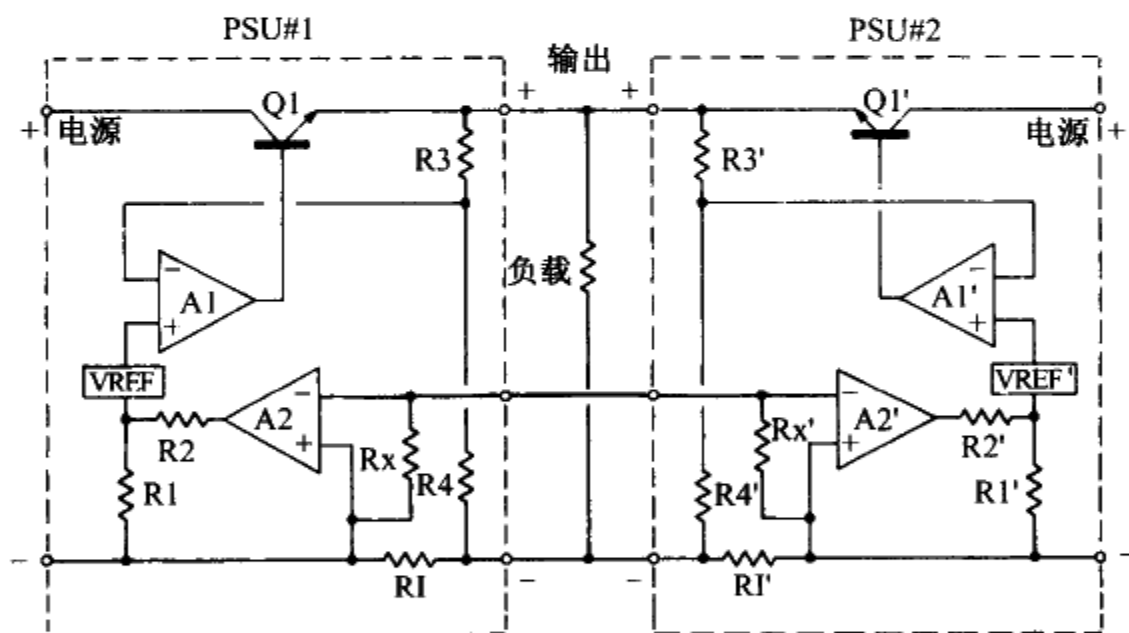 PSU#1
PSU#2
输出
+ + + +
Q1
Q1'
+ 电源
电源 +
R3
R3'
负载
− A1 +
− A1' +
VREF
VREF'
A2 − +
− A2' +
R2
Rx
R4
R1
Rx'
R4'
R2'
R1'
− − − −
RI
RI'